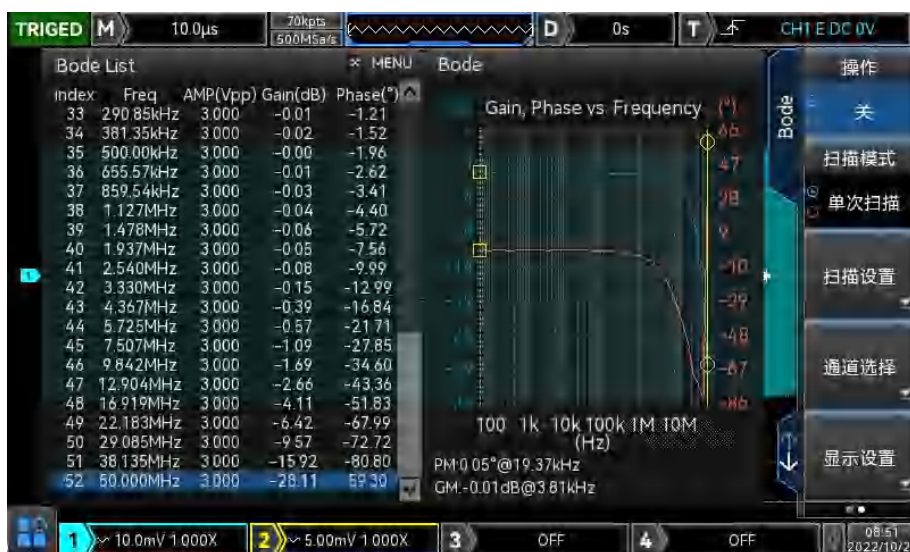 TRIGED M 10.0μs 70kpts 500MSa/s D 0s T CH1 E DC 0V
Bode List × MENU
index Freq AMP(Vpp) Gain(dB) Phase(°)
33 290.85kHz 3.000 -0.01 -1.21
34 381.35kHz 3.000 -0.02 -1.52
35 500.00kHz 3.000 -0.00 -1.96
36 655.57kHz 3.000 -0.01 -2.62
37 859.54kHz 3.000 -0.03 -3.41
38 1.127MHz 3.000 -0.04 -4.40
39 1.478MHz 3.000 -0.06 -5.72
40 1.937MHz 3.000 -0.05 -7.56
41 2.540MHz 3.000 -0.08 -9.99
42 3.330MHz 3.000 -0.15 -12.99
43 4.367MHz 3.000 -0.39 -16.84
44 5.725MHz 3.000 -0.57 -21.71
45 7.507MHz 3.000 -1.09 -27.85
46 9.842MHz 3.000 -1.69 -34.60
47 12.904MHz 3.000 -2.66 -43.36
48 16.919MHz 3.000 -4.11 -51.83
49 22.183MHz 3.000 -6.42 -67.99
50 29.085MHz 3.000 -9.57 -72.72
51 38.135MHz 3.000 -15.92 -80.80
52 50.000MHz 3.000 -28.11 59.30
Bode
Gain, Phase vs. Frequency
(°)
66
47
28
9
-10
-29
-48
-67
-86
100 1k 10k 100k 1M 10M
(Hz)
PM:0.05°@19.37kHz
GM:-0.01dB@3.81kHz
Bode
操作
关
扫描模式
单次扫描
扫描设置
通道选择
显示设置
1 10.0mV 1.000X 2 5.00mV 1.000X 3 OFF 4 OFF
08:51
2022/10/2